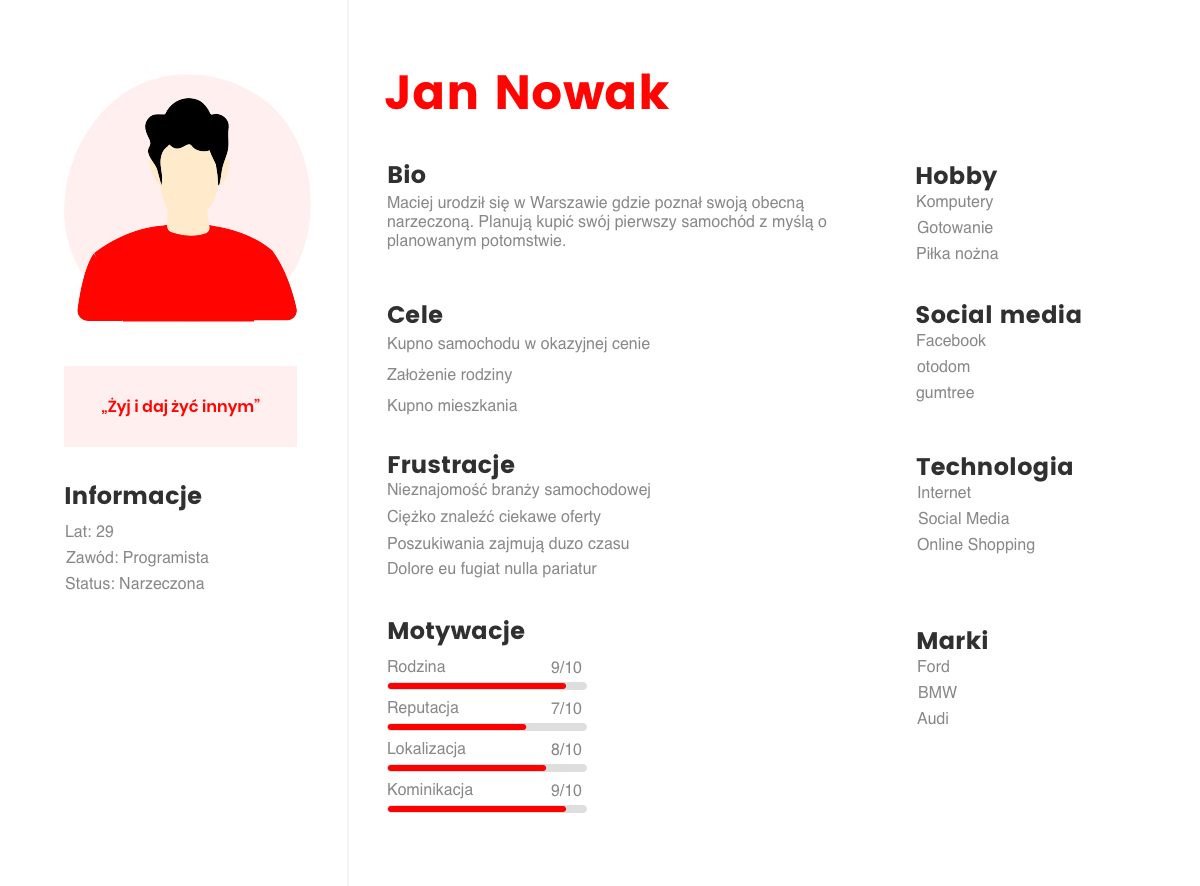 „Żyj i daj żyć innym”
Informacje
Lat: 29
Zawód: Programista
Status: Narzeczona
Jan Nowak
Bio
Maciej urodził się w Warszawie gdzie poznał swoją obecną
narzeczoną. Planują kupić swój pierwszy samochód z myślą o
planowanym potomstwie.
Cele
Kupno samochodu w okazyjnej cenie
Założenie rodziny
Kupno mieszkania
Frustracje
Nieznajomość branży samochodowej
Ciężko znaleźć ciekawe oferty
Poszukiwania zajmują duzo czasu
Dolore eu fugiat nulla pariatur
Motywacje
Rodzina 9/10
Reputacja 7/10
Lokalizacja 8/10
Kominikacja 9/10
Hobby
Komputery
Gotowanie
Piłka nożna
Social media
Facebook
otodom
gumtree
Technologia
Internet
Social Media
Online Shopping
Marki
Ford
BMW
Audi